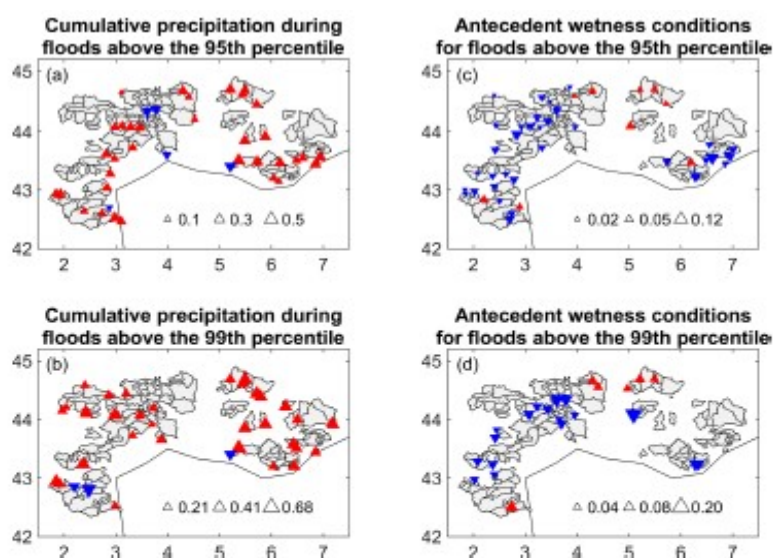 Cumulative precipitation during
floods above the 95th percentile
(a)
45
44
43
42
0.1 0.3 0.5
2 3 4 5 6 7
Antecedent wetness conditions
for floods above the 95th percentile
(c)
45
44
43
42
0.02 0.05 0.12
2 3 4 5 6 7
Cumulative precipitation during
floods above the 99th percentile
(b)
45
44
43
42
0.21 0.41 0.68
2 3 4 5 6 7
Antecedent wetness conditions
for floods above the 99th percentile
(d)
45
44
43
42
0.04 0.08 0.20
2 3 4 5 6 7